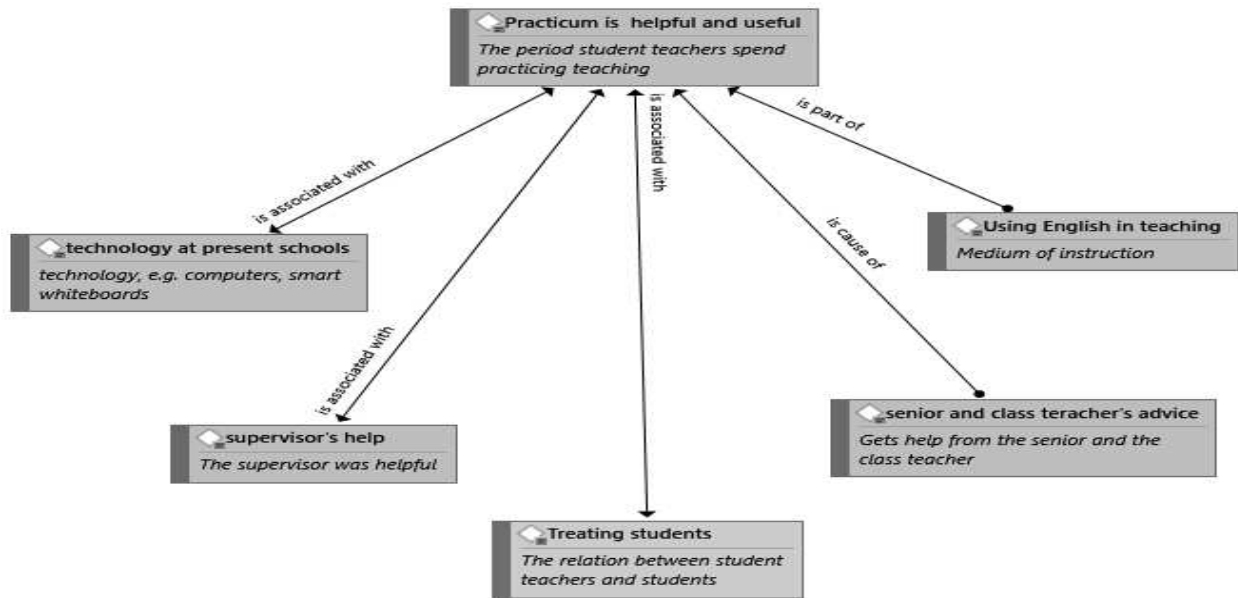 Practicum is helpful and useful
The period student teachers spend
practicing teaching
is associated with
is associated with
is associated with
is cause of
is part of
technology at present schools
technology, e.g. computers, smart
whiteboards
Using English in teaching
Medium of instruction
supervisor's help
The supervisor was helpful
senior and class teracher's advice
Gets help from the senior and the
class teacher
Treating students
The relation between student
teachers and students